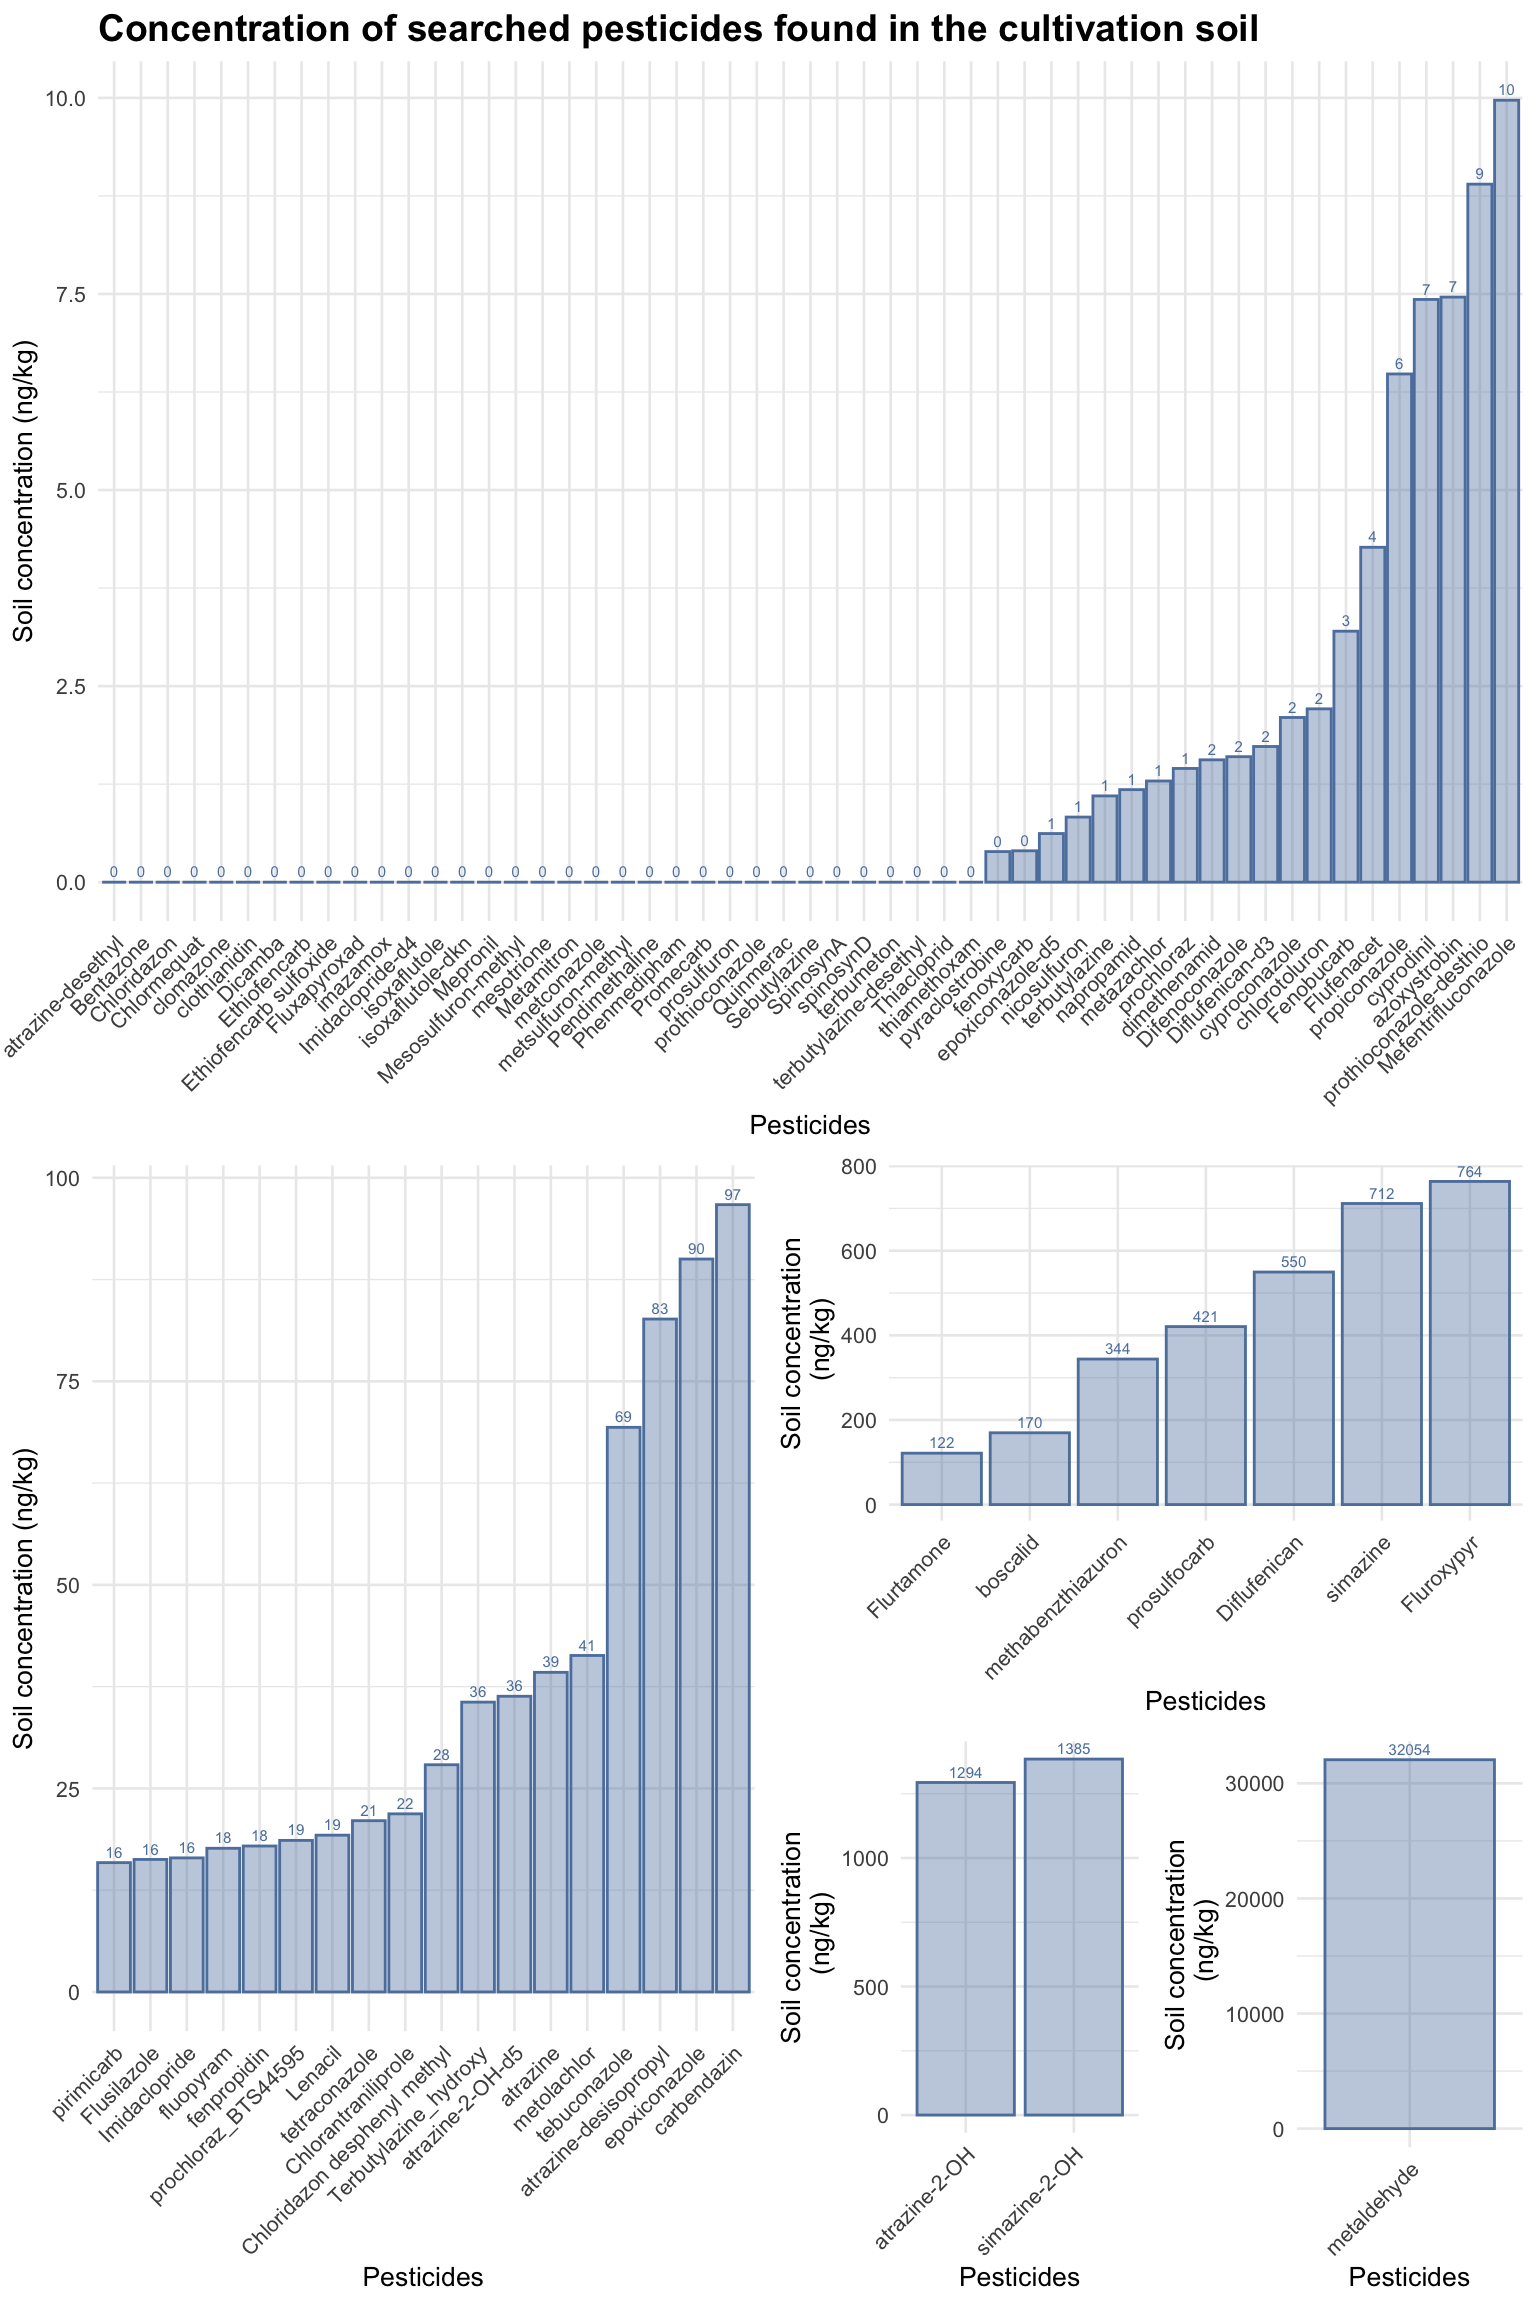 Concentration of searched pesticides found in the cultivation soil
Soil concentration (ng/kg)
10.0
7.5
5.0
2.5
0.0
0 0 0 0 0 0 0 0 0 0 0 0 0 0 0 0 0 0 0 0 0 0 0 0 0 0 0 0 0 0 0 0 0 0 0 1 1 1 1 1 1 2 2 2 2 2 3 4 6 7 7 9 10
atrazine-desethyl
Bentazone
Chloridazon
Chlormequat
clomazone
clothianidin
Dicamba
Ethiofencarb
Ethiofencarb sulfoxide
Fluxapyroxad
Imazamox
Imidaclopride-d4
isoxaflutole
isoxaflutole-dkn
Mepronil
Mesosulfuron-methyl
mesotrione
Metamitron
metconazole
metsulfuron-methyl
Pendimethaline
Phenmedipham
Promecarb
prosulfuron
prothioconazole
Quinmerac
Sebutylazine
SpinosynA
spinosynD
terbumeton
terbutylazine-desethyl
Thiacloprid
thiamethoxam
pyraclostrobine
fenoxycarb
epoxiconazole-d5
nicosulfuron
terbutylazine
napropamid
metazachlor
prochloraz
dimethenamid
Difenoconazole
Diflufenican-d3
cyproconazole
chlorotoluron
Fenobucarb
Flufenacet
propiconazole
cyprodinil
azoxystrobin
prothioconazole-desthio
Mefentrifluconazole
Pesticides
Soil concentration (ng/kg)
100
75
50
25
0
16 16 16 18 18 19 19 21 22 28 36 36 39 41 69 83 90 97
pirimicarb
Flusilazole
Imidaclopride
fluopyram
fenpropidin
prochloraz_BTS44595
Lenacil
tetraconazole
Chlorantraniliprole
Chloridazon desphenyl methyl
Terbutylazine_hydroxy
atrazine-2-OH-d5
atrazine
metolachlor
tebuconazole
atrazine-desisopropyl
epoxiconazole
carbendazin
Pesticides
Soil concentration
(ng/kg)
800
600
400
200
0
122 170 344 421 550 712 764
Flurtamone
boscalid
methabenzthiazuron
prosulfocarb
Diflufenican
simazine
Fluroxypyr
Pesticides
Soil concentration
(ng/kg)
1000
500
0
1294 1385
atrazine-2-OH
simazine-2-OH
Pesticides
Soil concentration
(ng/kg)
30000
20000
10000
0
32054
metaldehyde
Pesticides